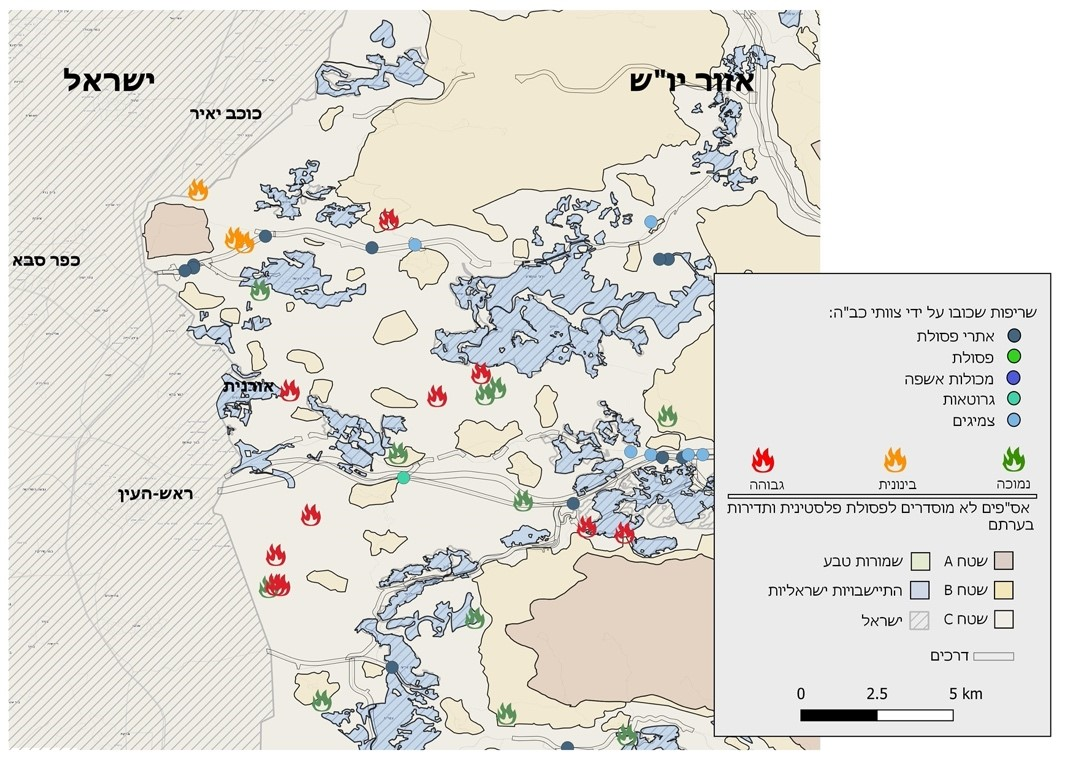 ישראל
אזור יו"ש
כוכב יאיר
כפר סבא
אורנית
ראש-העין
שריפות שכובו על ידי צוותי כב"ה:
אתרי פסולת
פסולת
מכולות אשפה
גרוטאות
צמיגים
נמוכה
בינונית
גבוהה
אס"פים לא מוסדרים לפסולת פלסטינית ותדירות
בערתם
שטח A
שמורות טבע
שטח B
התיישבויות ישראליות
שטח C
ישראל
דרכים
0 2.5 5 km